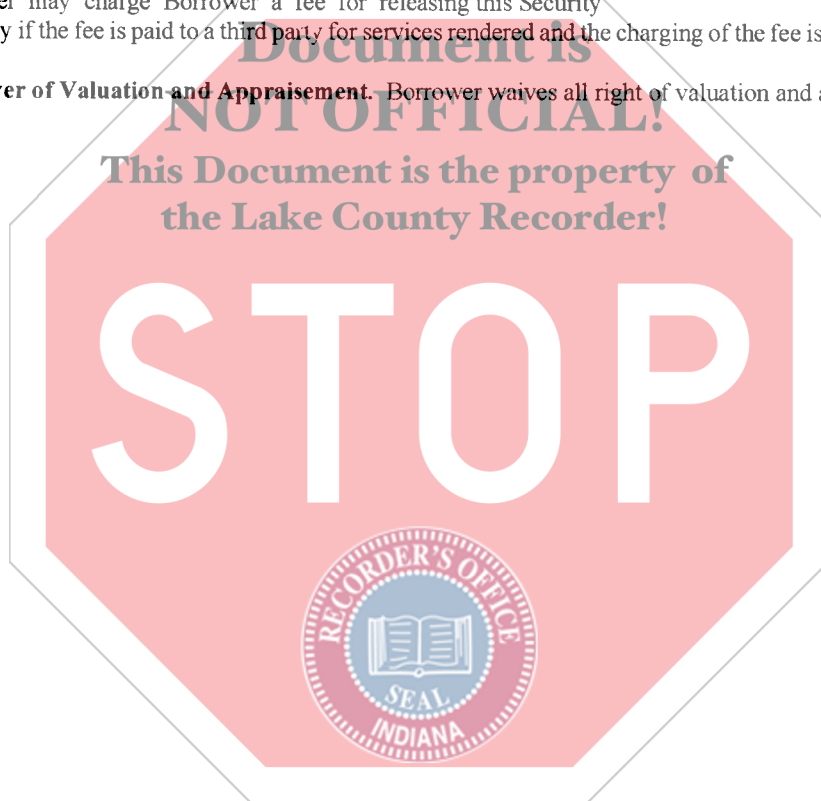 er may charge Borrower a fee for releasing this Security
y if the fee is paid to a third party for services rendered and the charging of the fee is
Document is
er of Valuation and Appraisement. Borrower waives all right of valuation and a
NOT OFFICIAL!
This Document is the property of
the Lake County Recorder!
STOP
RECORDER'S OFFICE
SEAL
INDIANA